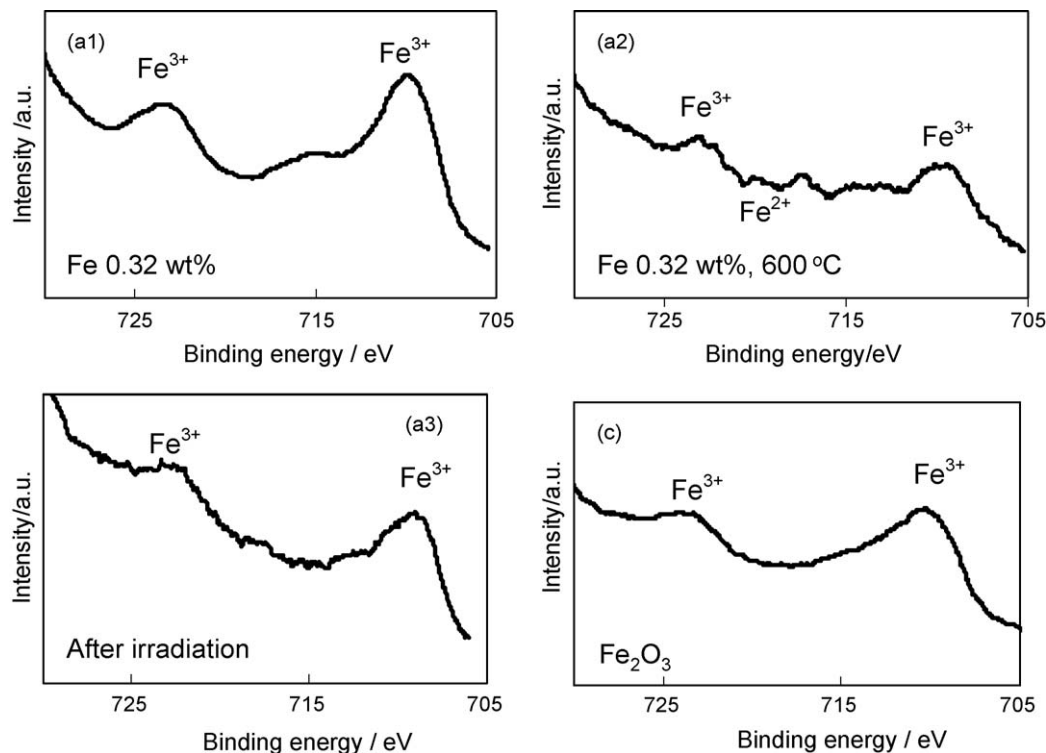 (a1)
Fe³⁺
Fe³⁺
Intensity /a.u.
Fe 0.32 wt%
725
715
705
Binding energy / eV
(a2)
Fe³⁺
Fe³⁺
Fe²⁺
Intensity/a.u.
Fe 0.32 wt%, 600 °C
725
715
705
Binding energy/eV
(a3)
Fe³⁺
Fe³⁺
Intensity/a.u.
After irradiation
725
715
705
Binding energy / eV
(c)
Fe³⁺
Fe³⁺
Intensity/a.u.
Fe₂O₃
725
715
705
Binding energy / eV